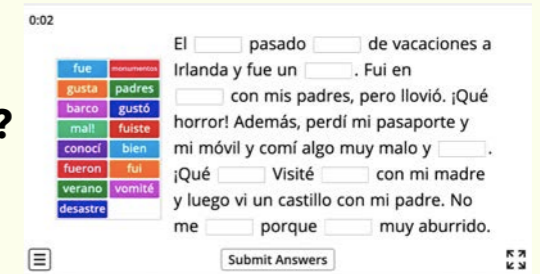 0:02
?
fue monumentos
gusta padres
barco gustó
mal! fuiste
conocí bien
fueron fui
verano vomité
desastre
El pasado de vacaciones a
Irlanda y fue un . Fui en
con mis padres, pero llovió. ¡Qué
horror! Además, perdí mi pasaporte y
mi móvil y comí algo muy malo y .
¡Qué Visité con mi madre
y luego vi un castillo con mi padre. No
me porque muy aburrido.
Submit Answers